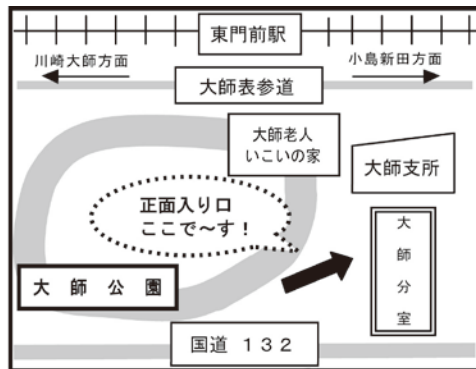 東門前駅
川崎大師方面
小島新田方面
大師表参道
大師老人
いこいの家
大師支所
正面入り口
ここで～す！
大師分室
大師公園
国道 １３２